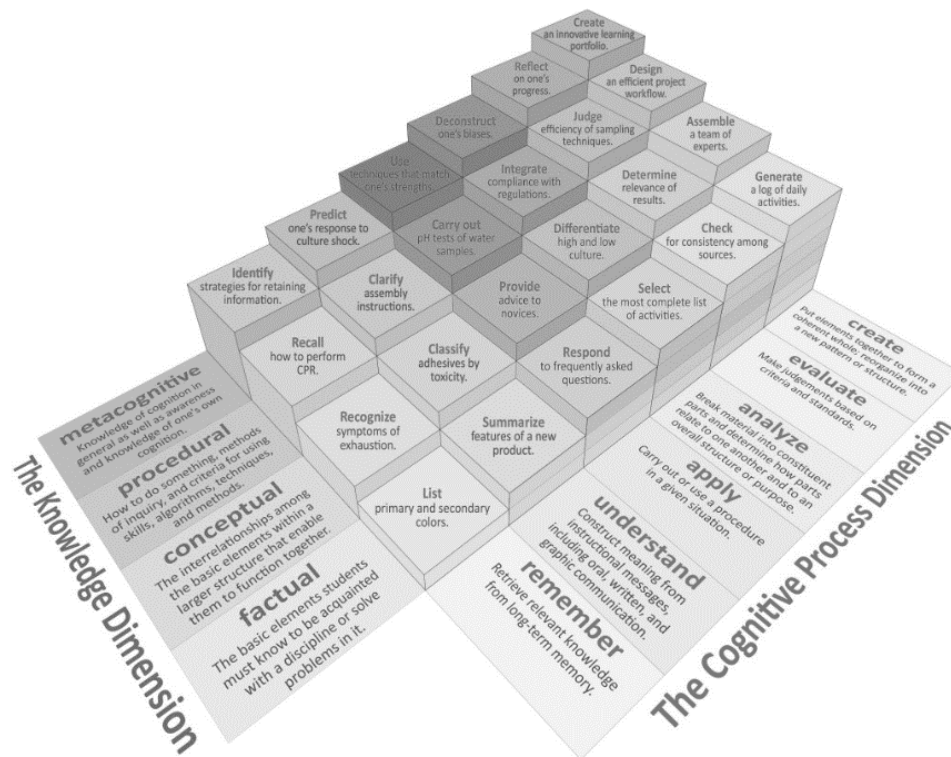 Create
an innovative learning
portfolio.
Reflect
on one's
progress.
Design
an efficient project
workflow.
Deconstruct
one's biases.
Judge
efficiency of sampling
techniques.
Assemble
a team of
experts.
Use
techniques that match
one's strengths.
Integrate
compliance with
regulations.
Determine
relevance of
results.
Generate
a log of daily
activities.
Predict
one's response to
culture shock.
Carry out
pH tests of water
samples.
Differentiate
high and low
culture.
Check
for consistency among
sources.
Identify
strategies for retaining
information.
Clarify
assembly
instructions.
Provide
advice to
novices.
Select
the most complete list
of activities.
Recall
how to perform
CPR.
Classify
adhesives by
toxicity.
Respond
to frequently asked
questions.
Recognize
symptoms of
exhaustion.
Summarize
features of a new
product.
List
primary and secondary
colors.
The Knowledge Dimension
metacognitive
Knowledge of cognition in
general as well as awareness
and knowledge of one's own
cognition.
procedural
How to do something, methods
of inquiry, and criteria for using
skills, algorithms, techniques,
and methods.
conceptual
The interrelationships among
the basic elements within a
larger structure that enable
them to function together.
factual
The basic elements students
must know to be acquainted
with a discipline or solve
problems in it.
The Cognitive Process Dimension
remember
Retrieve relevant knowledge
from long-term memory.
understand
Construct meaning from
instructional messages,
including oral, written, and
graphic communication.
apply
Carry out or use a procedure
in a given situation.
analyze
Break material into constituent
parts and determine how parts
relate to one another and to an
overall structure or purpose.
evaluate
Make judgements based on
criteria and standards.
create
Put elements together to form a
coherent whole; reorganize into
a new pattern or structure.